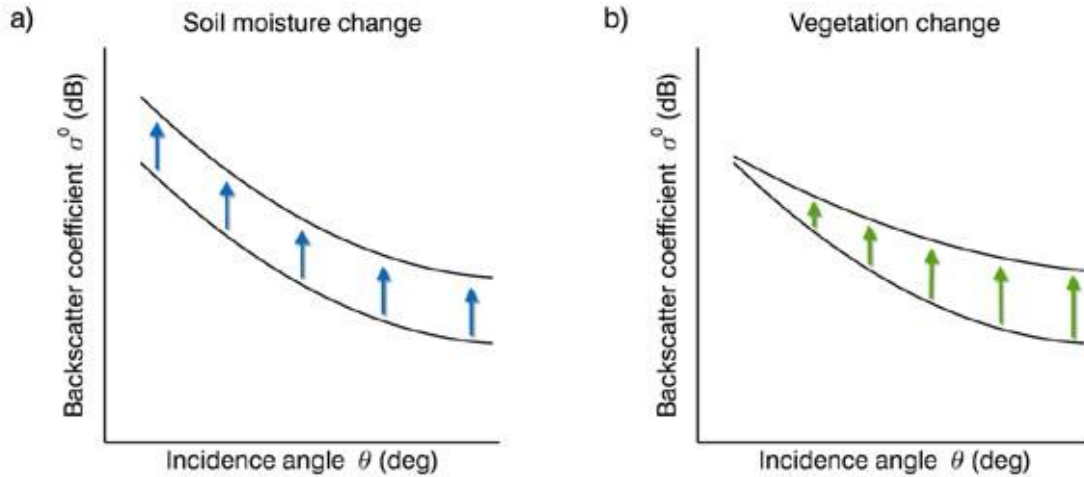 a)
Soil moisture change
Backscatter coefficient σ⁰ (dB)
Incidence angle θ (deg)
b)
Vegetation change
Backscatter coefficient σ⁰ (dB)
Incidence angle θ (deg)